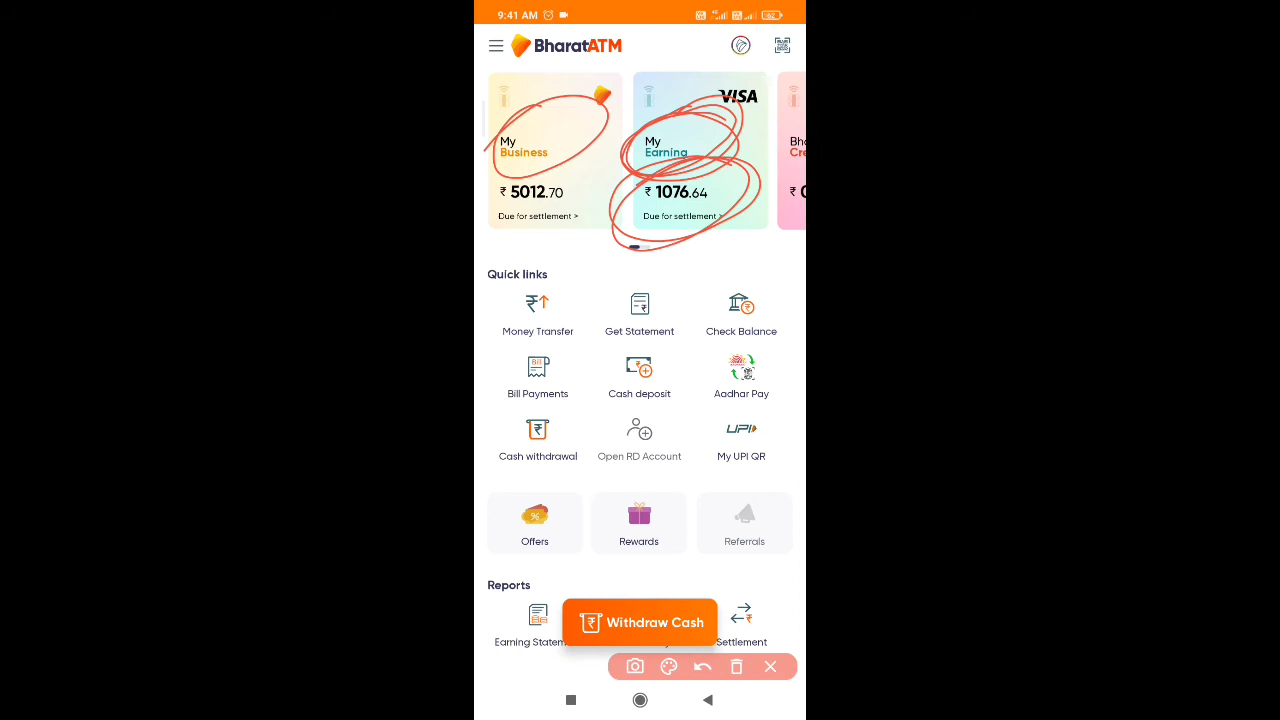 9:41 AM
BharatATM
VISA
My
Business
₹ 5012.70
Due for settlement >
My
Earning
₹ 1076.64
Due for settlement >
Quick links
Money Transfer
Get Statement
Check Balance
Bill
Bill Payments
Cash deposit
Aadhar Pay
Cash withdrawal
Open RD Account
UPI
My UPI QR
Offers
Rewards
Referrals
Reports
Withdraw Cash
Earning
Settlement